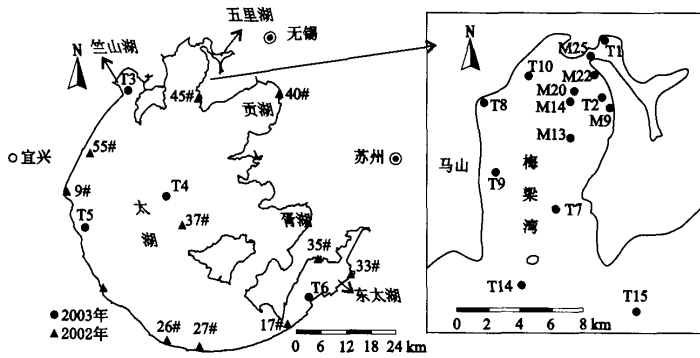 五里湖
无锡
竺山湖
N
T3
45#
40#
贡湖
55#
宜兴
苏州
9#
T4
太
湖
T5
37#
胥湖
35#
33#
T6
东太湖
17#
26#
27#
2003年
2002年
0 6 12 18 24 km
N
M25
T1
T10
M22
M20
T8
M14
T2
M9
M13
马山
梅
梁
湾
T9
T7
T14
T15
0 2 4 6 8 km